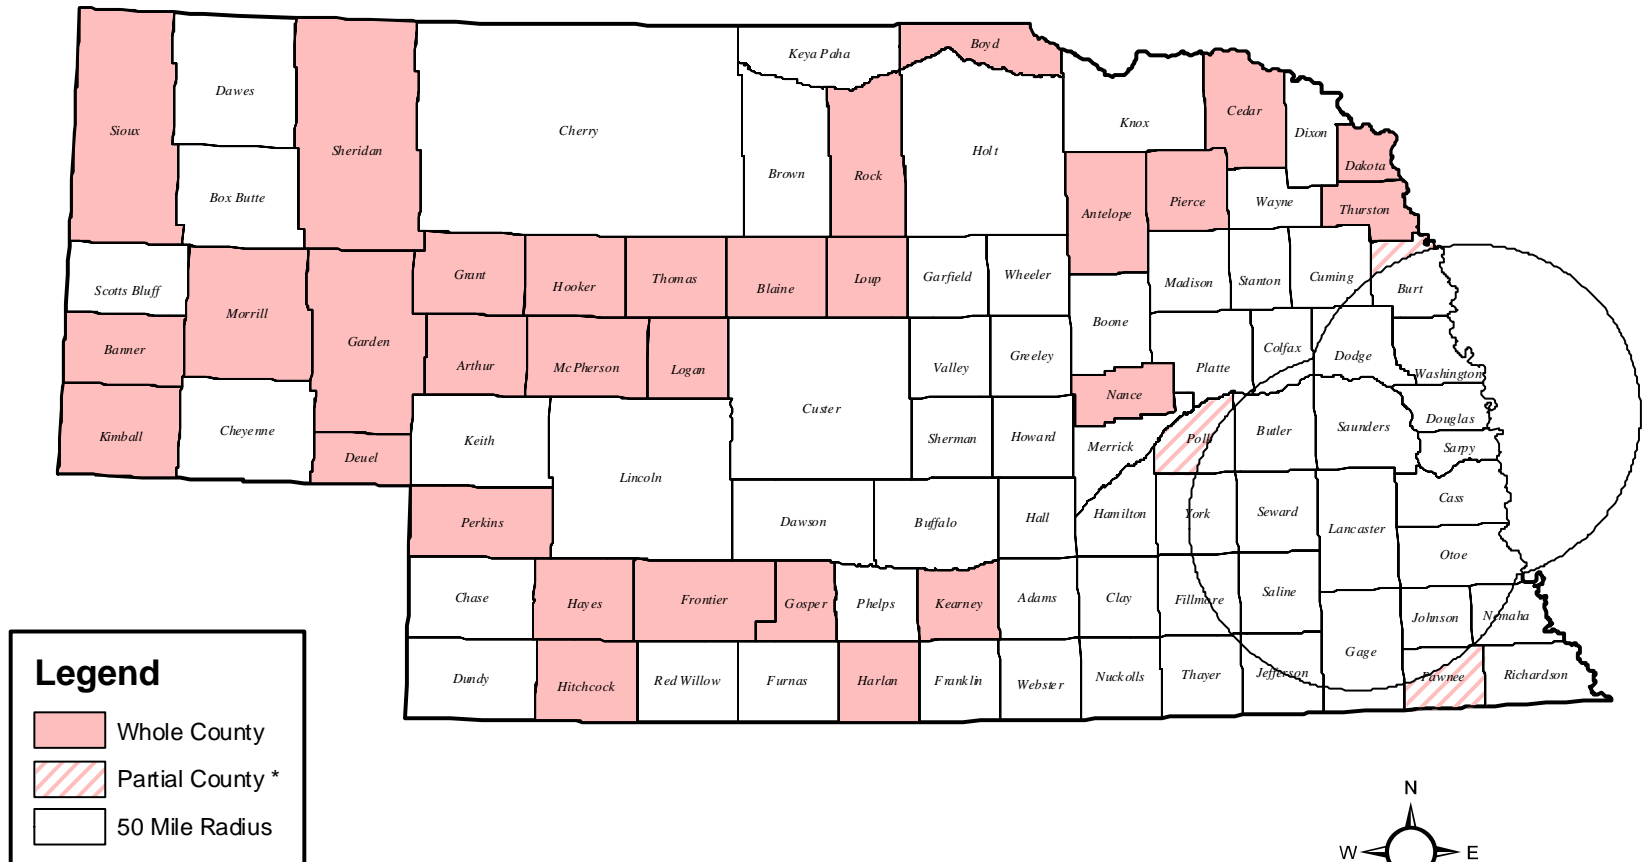 Keya Paha
Boyd
Dawes
Sioux
Sheridan
Cherry
Knox
Cedar
Dixon
Holt
Dakota
Box Butte
Brown
Rock
Antelope
Pierce
Wayne
Thurston
Scotts Bluff
Grant
Hooker
Thomas
Blaine
Loup
Garfield
Wheeler
Madison
Stanton
Cuming
Burt
Morrill
Garden
Boone
Banner
Arthur
McPherson
Logan
Valley
Greeley
Platte
Colfax
Dodge
Washington
Kimball
Cheyenne
Deuel
Keith
Custer
Nance
Sherman
Howard
Merrick
Polk
Butler
Saunders
Douglas
Sarpy
Lincoln
Perkins
Dawson
Buffalo
Hall
Hamilton
York
Seward
Lancaster
Cass
Otoe
Chase
Hayes
Frontier
Gosper
Phelps
Kearney
Adams
Clay
Fillmore
Saline
Johnson
Nemaha
Dundy
Hitchcock
Red Willow
Furnas
Harlan
Franklin
Webster
Nuckolls
Thayer
Jefferson
Gage
Pawnee
Richardson
Legend
Whole County
Partial County *
50 Mile Radius
N
W
E